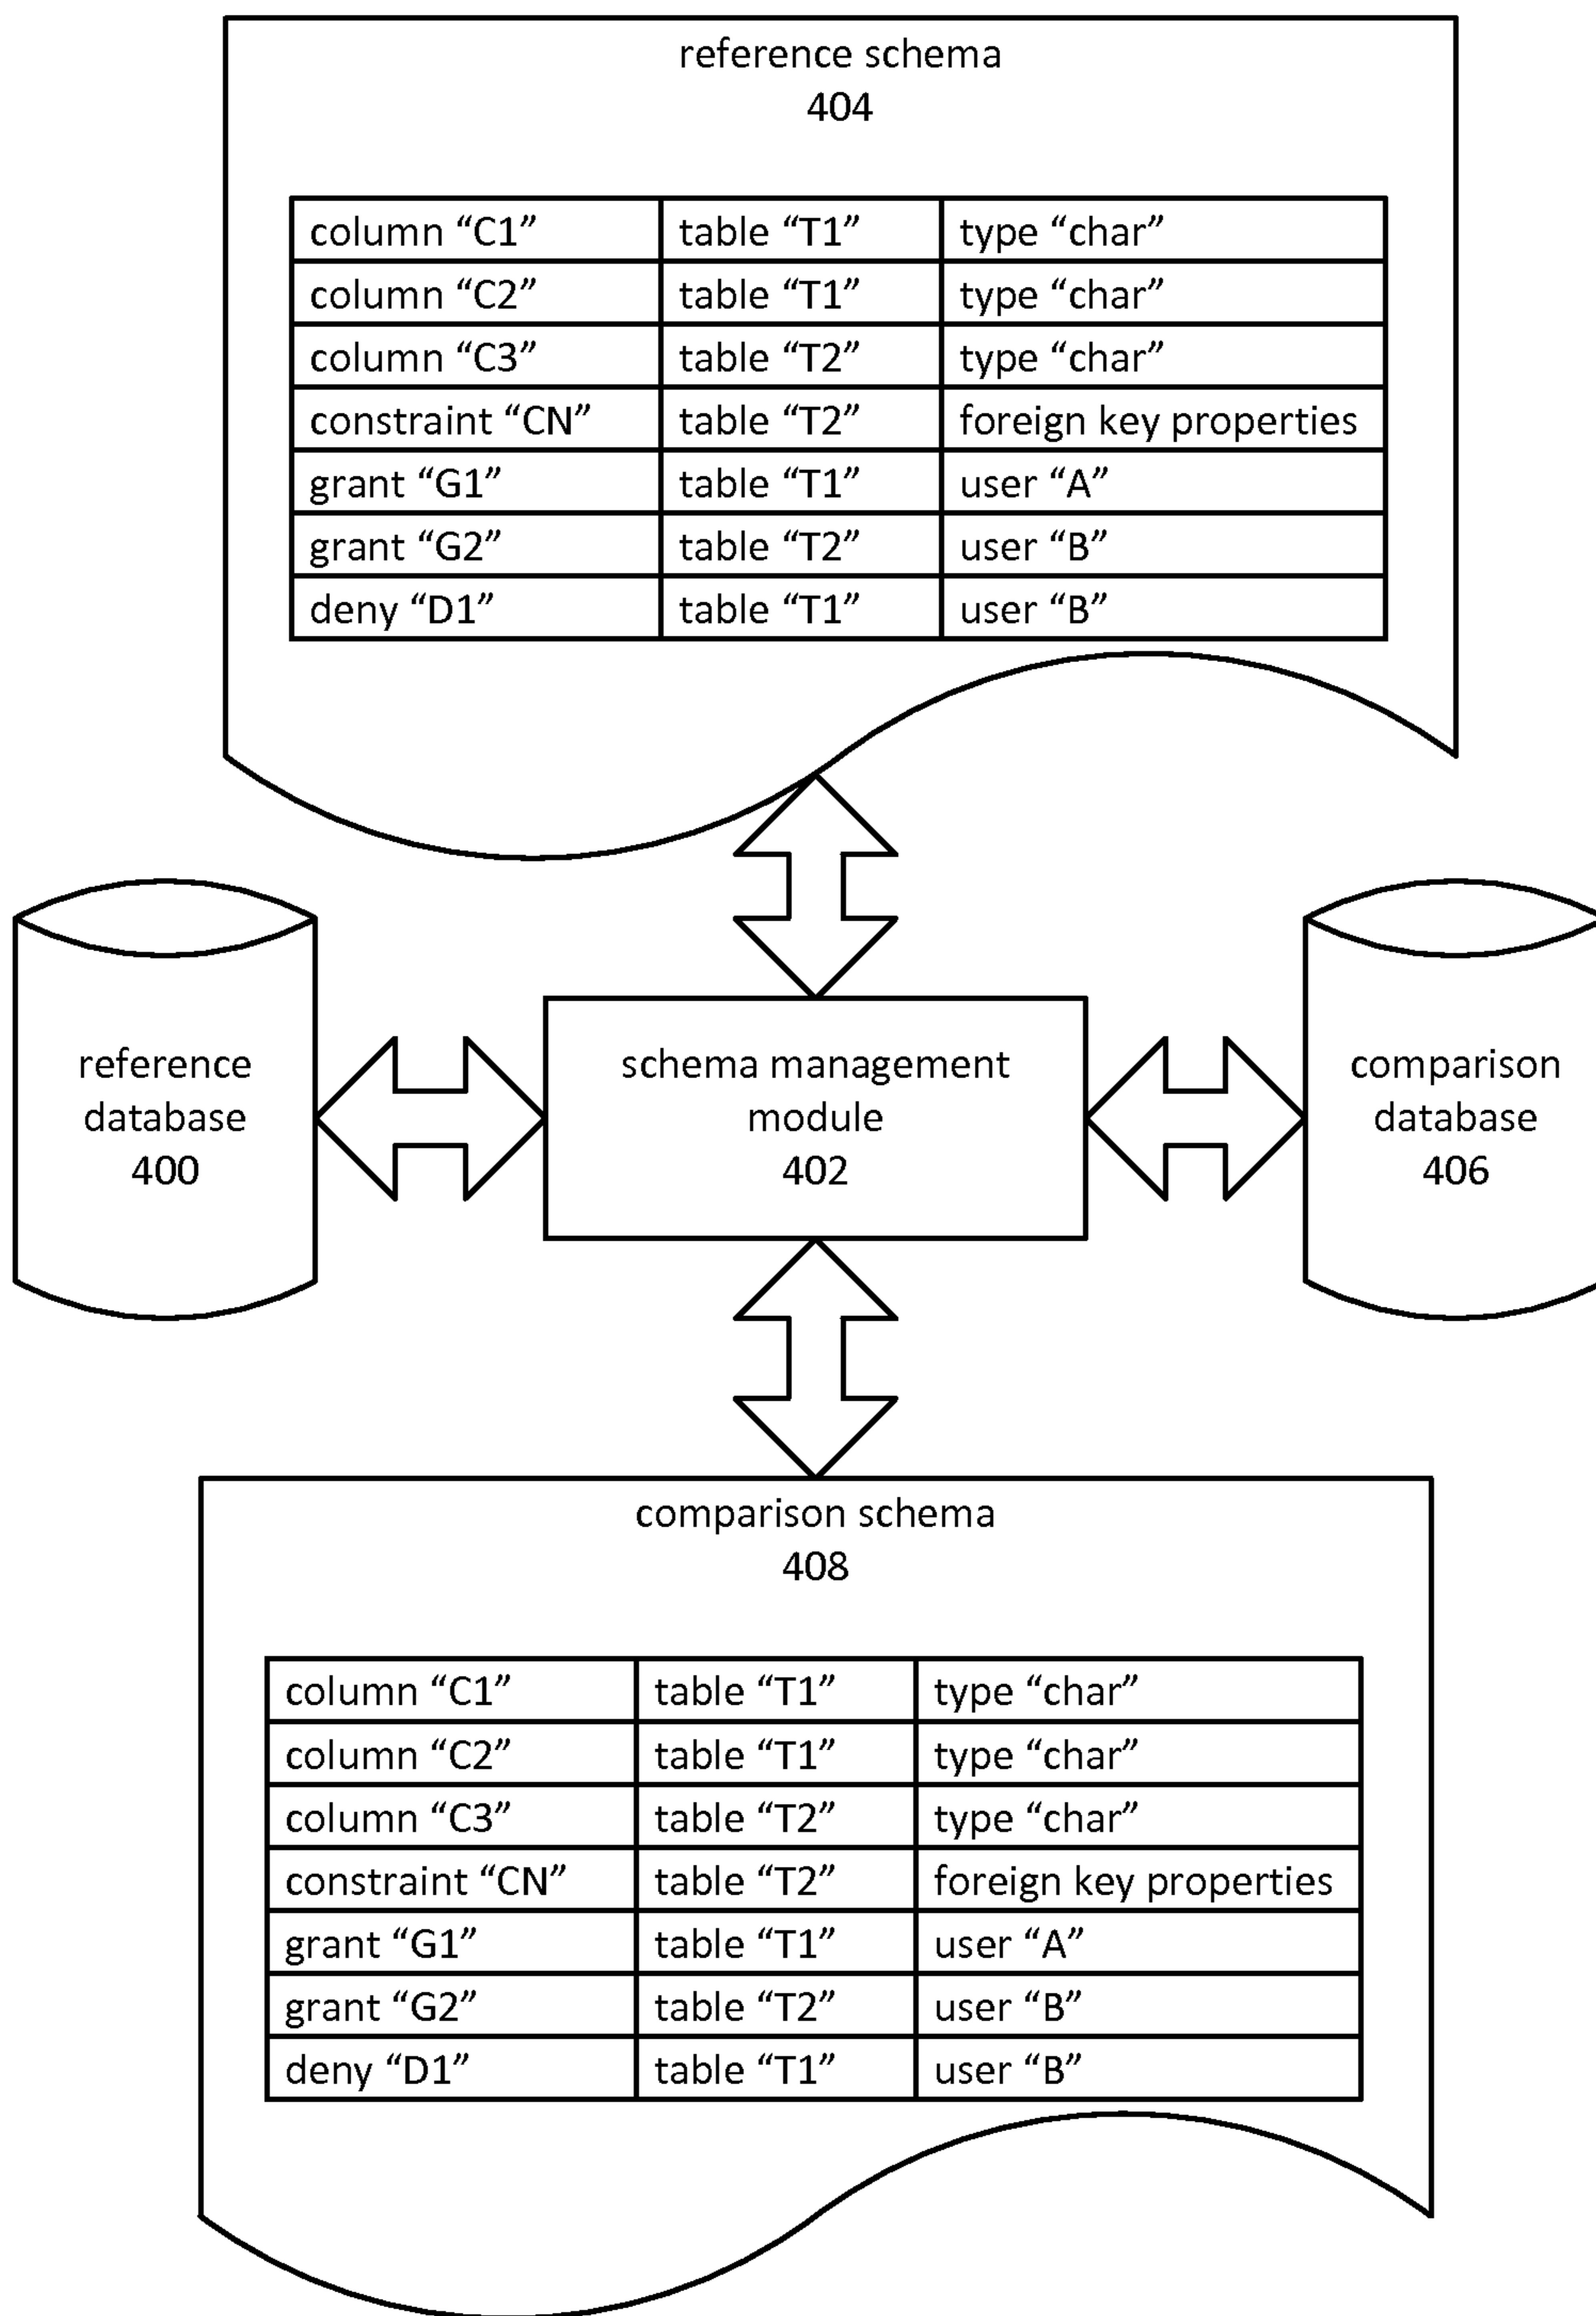 reference schema
404
column “C1” table “T1” type “char”
column “C2” table “T1” type “char”
column “C3” table “T2” type “char”
constraint “CN” table “T2” foreign key properties
grant “G1” table “T1” user “A”
grant “G2” table “T2” user “B”
deny “D1” table “T1” user “B”
reference
database
400
schema management
module
402
comparison
database
406
comparison schema
408
column “C1” table “T1” type “char”
column “C2” table “T1” type “char”
column “C3” table “T2” type “char”
constraint “CN” table “T2” foreign key properties
grant “G1” table “T1” user “A”
grant “G2” table “T2” user “B”
deny “D1” table “T1” user “B”